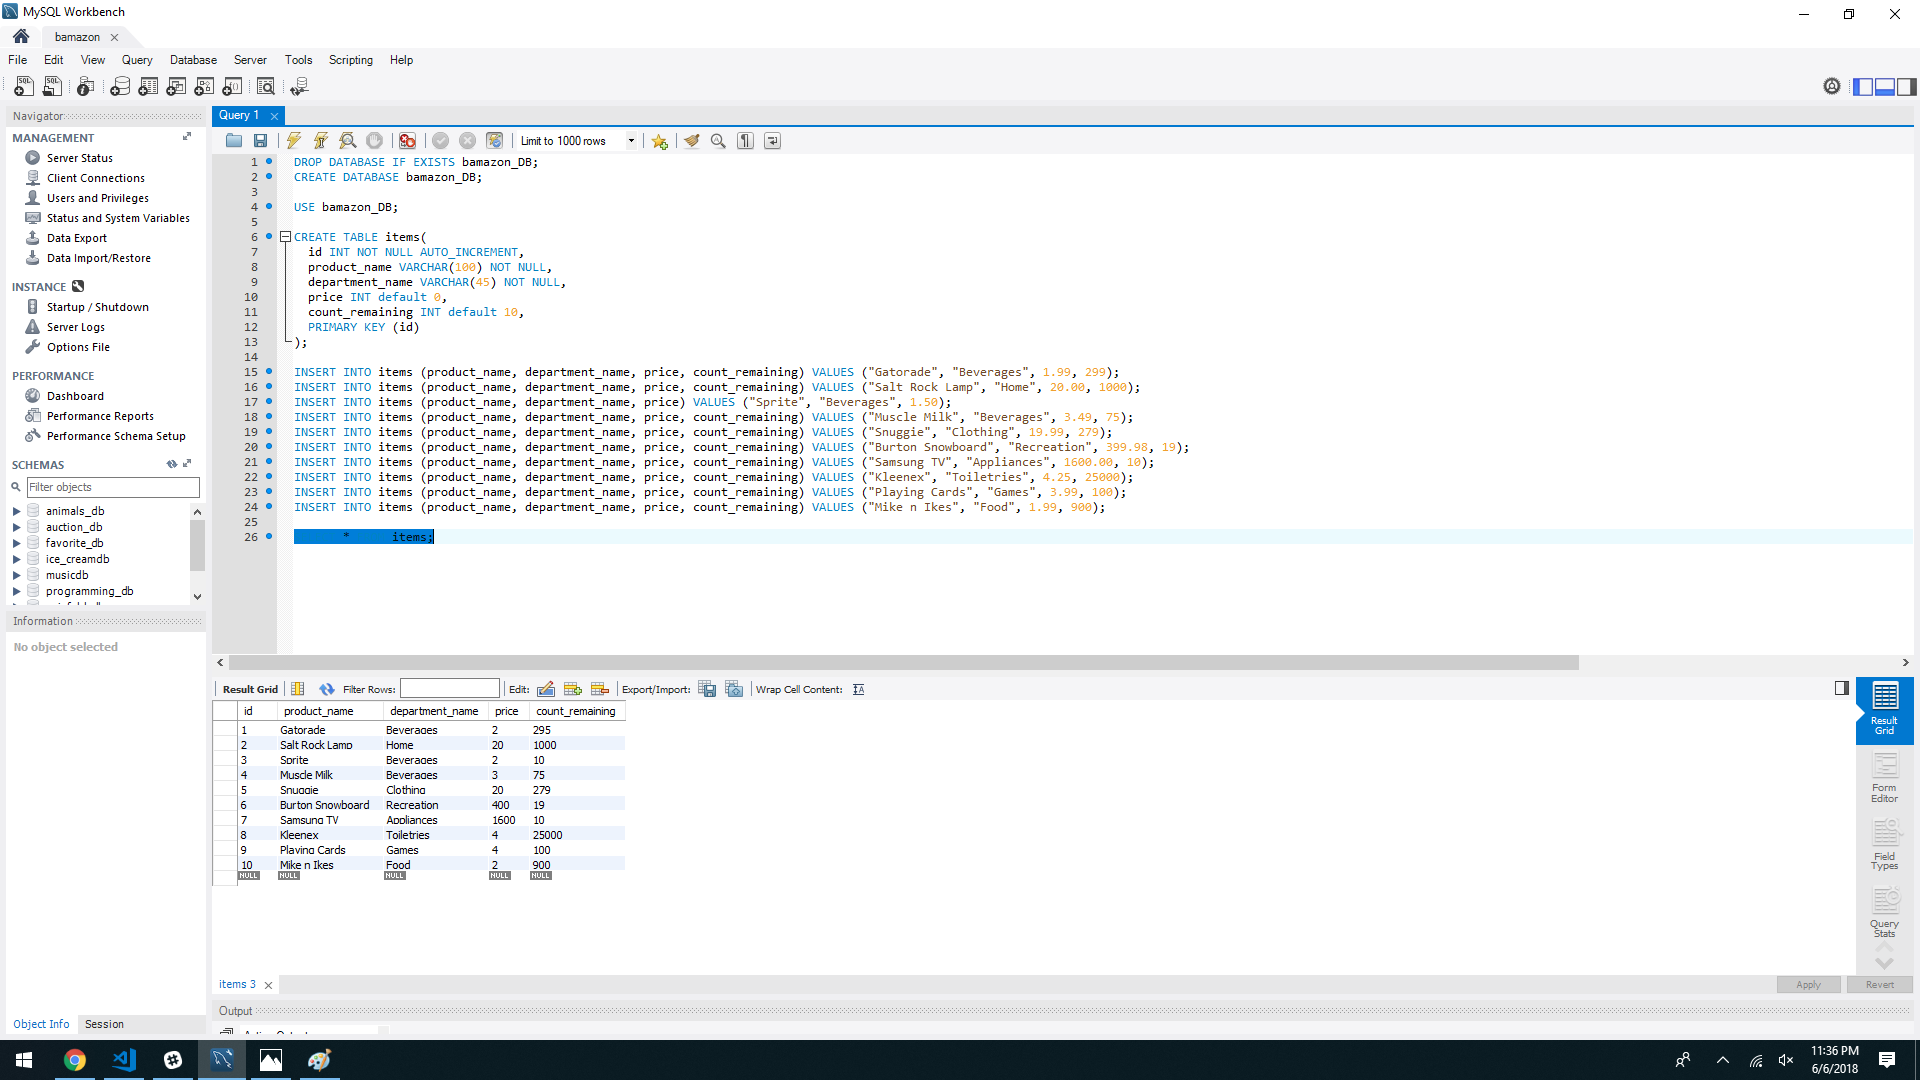 MySQL Workbench
bamazon
File Edit View Query Database Server Tools Scripting Help
Navigator
MANAGEMENT
Server Status
Client Connections
Users and Privileges
Status and System Variables
Data Export
Data Import/Restore
INSTANCE
Startup / Shutdown
Server Logs
Options File
PERFORMANCE
Dashboard
Performance Reports
Performance Schema Setup
SCHEMAS
Filter objects
animals_db
auction_db
favorite_db
ice_creamdb
musicdb
programming_db
Information
No object selected
Object Info Session
Query 1
Limit to 1000 rows
1 DROP DATABASE IF EXISTS bamazon_DB;
2 CREATE DATABASE bamazon_DB;
3
4 USE bamazon_DB;
5
6 CREATE TABLE items(
7 id INT NOT NULL AUTO_INCREMENT,
8 product_name VARCHAR(100) NOT NULL,
9 department_name VARCHAR(45) NOT NULL,
10 price INT default 0,
11 count_remaining INT default 10,
12 PRIMARY KEY (id)
13 );
14
15 INSERT INTO items (product_name, department_name, price, count_remaining) VALUES ("Gatorade", "Beverages", 1.99, 299);
16 INSERT INTO items (product_name, department_name, price, count_remaining) VALUES ("Salt Rock Lamp", "Home", 20.00, 1000);
17 INSERT INTO items (product_name, department_name, price) VALUES ("Sprite", "Beverages", 1.50);
18 INSERT INTO items (product_name, department_name, price, count_remaining) VALUES ("Muscle Milk", "Beverages", 3.49, 75);
19 INSERT INTO items (product_name, department_name, price, count_remaining) VALUES ("Snuggie", "Clothing", 19.99, 279);
20 INSERT INTO items (product_name, department_name, price, count_remaining) VALUES ("Burton Snowboard", "Recreation", 399.98, 19);
21 INSERT INTO items (product_name, department_name, price, count_remaining) VALUES ("Samsung TV", "Appliances", 1600.00, 10);
22 INSERT INTO items (product_name, department_name, price, count_remaining) VALUES ("Kleenex", "Toiletries", 4.25, 25000);
23 INSERT INTO items (product_name, department_name, price, count_remaining) VALUES ("Playing Cards", "Games", 3.99, 100);
24 INSERT INTO items (product_name, department_name, price, count_remaining) VALUES ("Mike n Ikes", "Food", 1.99, 900);
25
26 * items;
Result Grid Filter Rows: Edit: Export/Import: Wrap Cell Content:
id product_name department_name price count_remaining
1 Gatorade Beverages 2 295
2 Salt Rock Lamp Home 20 1000
3 Sprite Beverages 2 10
4 Muscle Milk Beverages 3 75
5 Snuggie Clothing 20 279
6 Burton Snowboard Recreation 400 19
7 Samsung TV Appliances 1600 10
8 Kleenex Toiletries 4 25000
9 Playing Cards Games 4 100
10 Mike n Ikes Food 2 900
NULL NULL NULL NULL NULL
Result
Grid
Form
Editor
Field
Types
Query
Stats
items 3
Apply Revert
Output
11:36 PM
6/6/2018